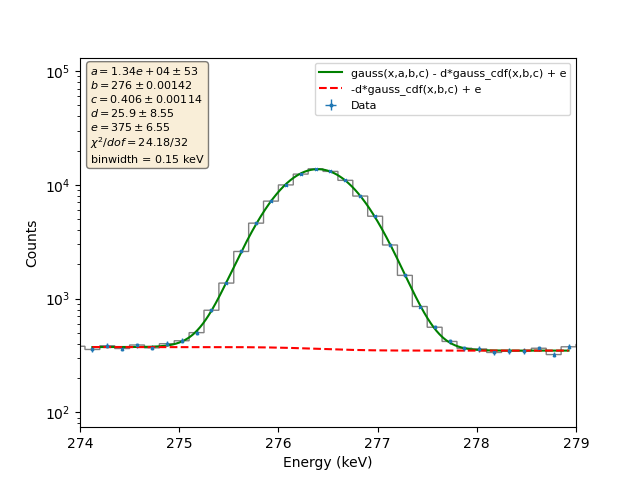 a = 1.34e + 04 ± 53
b = 276 ± 0.00142
c = 0.406 ± 0.00114
d = 25.9 ± 8.55
e = 375 ± 6.55
χ²/dof = 24.18/32
binwidth = 0.15 keV
gauss(x,a,b,c) - d*gauss_cdf(x,b,c) + e
-d*gauss_cdf(x,b,c) + e
Data
10⁵
10⁴
10³
10²
Counts
274 275 276 277 278 279
Energy (keV)